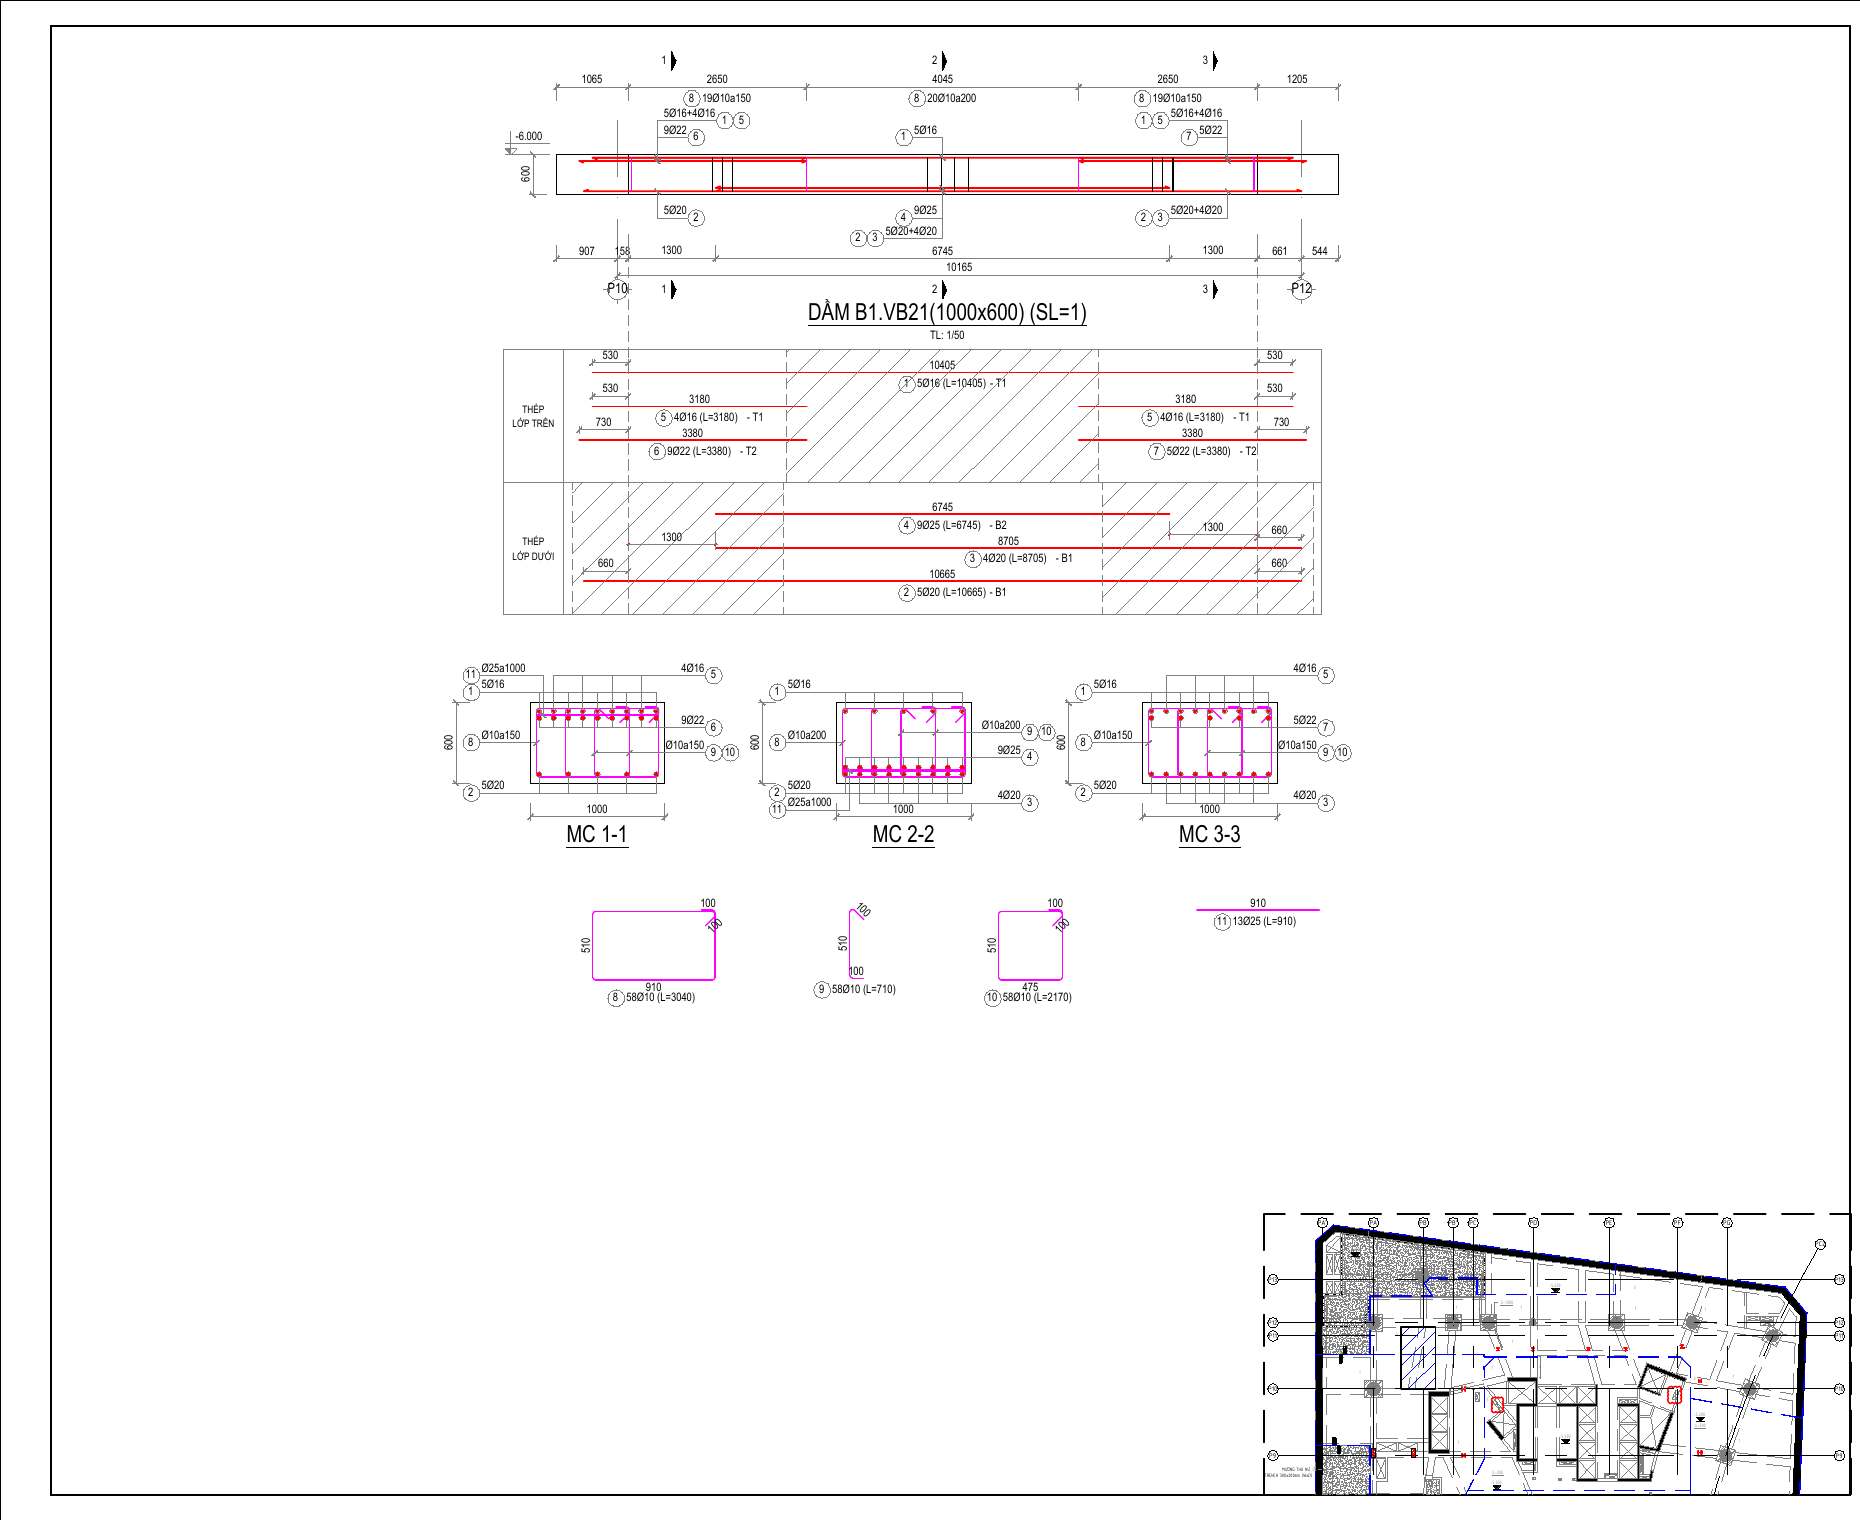 1 2 3
1065 2650 4045 2650 1205
8 19Ø10a150 8 20Ø10a200 8 19Ø10a150
5Ø16+4Ø16 1 5 1 5 5Ø16+4Ø16
9Ø22 6 1 5Ø16 7 5Ø22
-6.000
600
5Ø20 2 4 9Ø25 2 3 5Ø20+4Ø20
2 3 5Ø20+4Ø20
907 158 1300 6745 1300 661 544
10165
P10 1 2 3 P12
DẦM B1.VB21(1000x600) (SL=1)
TL: 1/50
530 10405 530
1 5Ø16 (L=10405) - T1
THÉP
LỚP TRÊN
530 3180 3180 530
5 4Ø16 (L=3180) - T1 5 4Ø16 (L=3180) - T1
730 3380 3380 730
6 9Ø22 (L=3380) - T2 7 5Ø22 (L=3380) - T2
THÉP
LỚP DƯỚI
6745
4 9Ø25 (L=6745) - B2
1300 8705 1300 660
3 4Ø20 (L=8705) - B1
660 10665 660
2 5Ø20 (L=10665) - B1
11 Ø25a1000 4Ø16 5
1 5Ø16
9Ø22 6
600
8 Ø10a150 Ø10a150 9 10
2 5Ø20
1000
MC 1-1
1 5Ø16
Ø10a200 9 10
600
8 Ø10a200
9Ø25 4
2 5Ø20
11 Ø25a1000 4Ø20 3
1000
MC 2-2
4Ø16 5
1 5Ø16
5Ø22 7
600
8 Ø10a150 Ø10a150 9 10
2 5Ø20
4Ø20 3
1000
MC 3-3
100
100
510
910
8 58Ø10 (L=3040)
100
510
100
9 58Ø10 (L=710)
100
100
510
475
10 58Ø10 (L=2170)
910
11 13Ø25 (L=910)